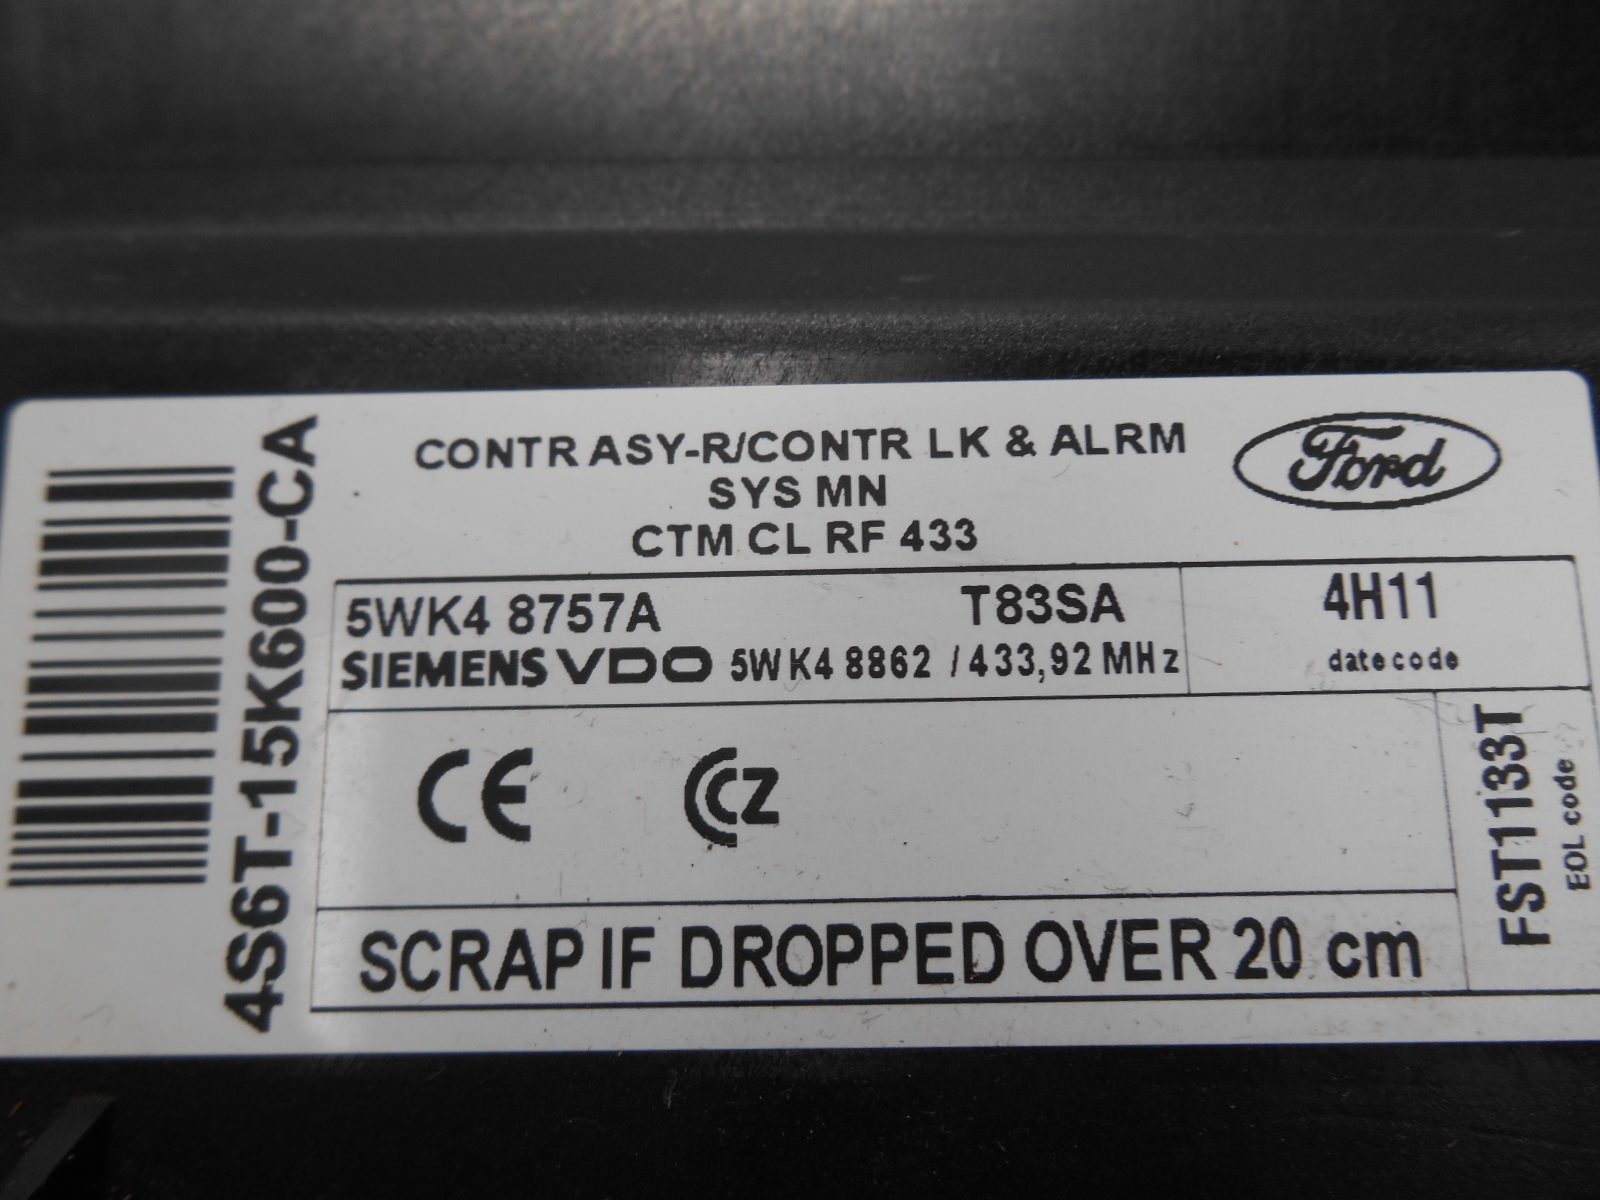 CONTR ASY-R/CONTR LK & ALRM
SYS MN
CTM CL RF 433
Ford
4S6T-15K600-CA
5WK4 8757A T83SA
SIEMENS VDO 5WK4 8862 / 433,92 MHz
4H11
date code
CE CCZ
FST1133T
EOL code
SCRAP IF DROPPED OVER 20 cm